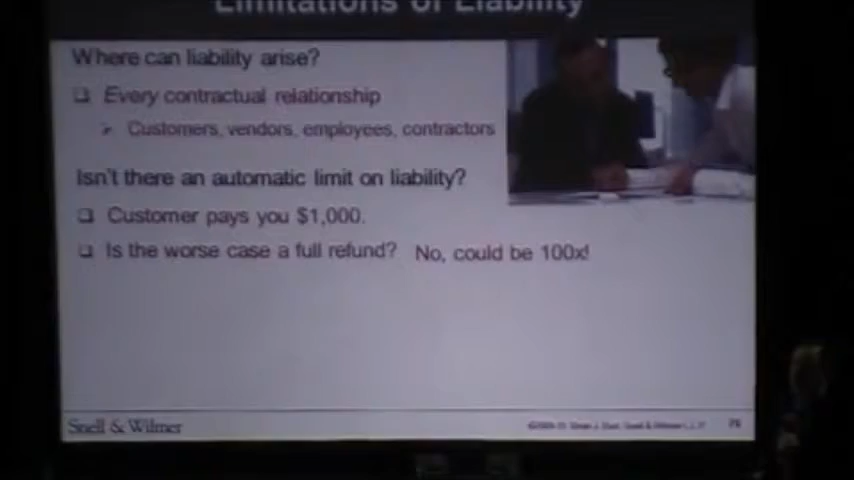 Limitations of Liability
Where can liability arise?
Every contractual relationship
Customers, vendors, employees, contractors
Isn't there an automatic limit on liability?
Customer pays you $1,000.
Is the worse case a full refund? No, could be 100x!
Snell & Wilmer